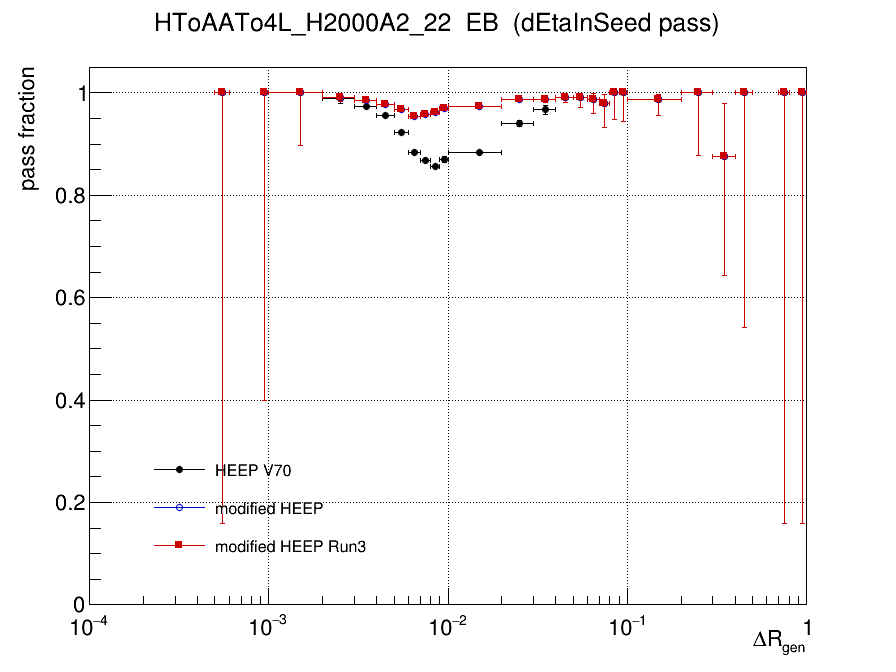 HToAATo4L_H2000A2_22 EB (dEtaInSeed pass)
pass fraction
1
0.8
0.6
0.4
0.2
0
HEEP V70
modified HEEP
modified HEEP Run3
10⁻⁴ 10⁻³ 10⁻² 10⁻¹ 1
ΔR_gen